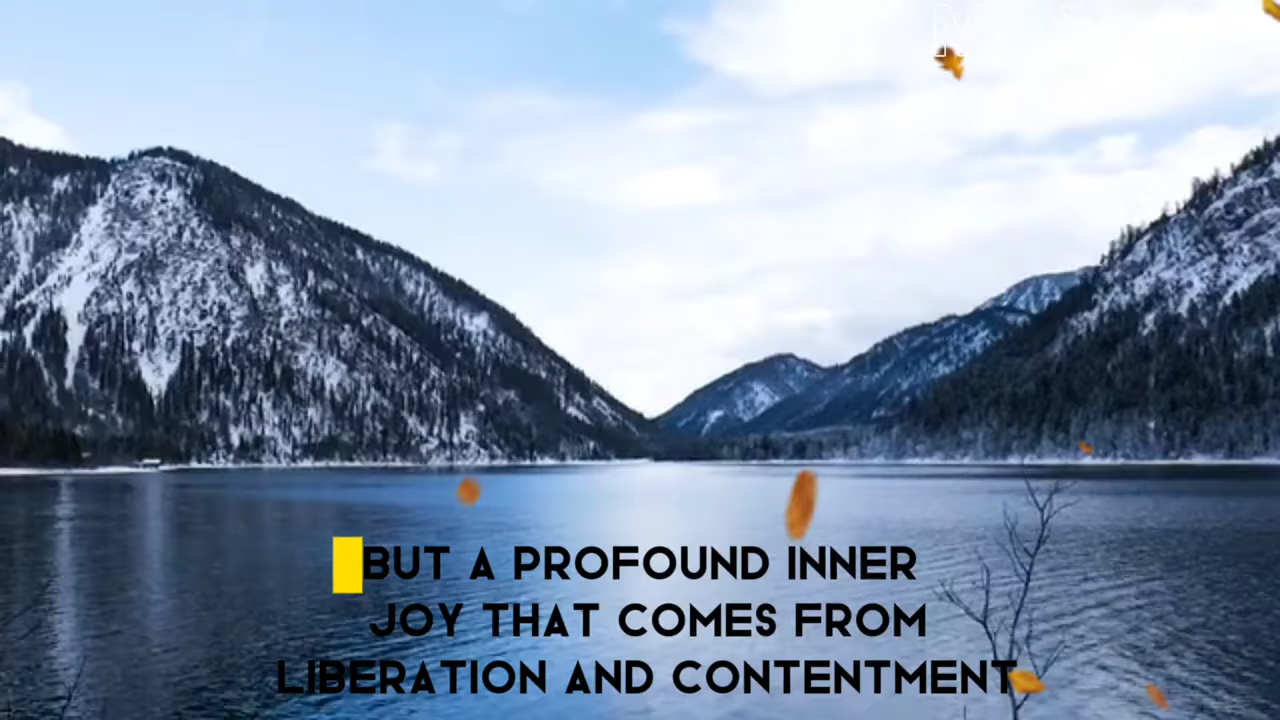 BUT A PROFOUND INNER
JOY THAT COMES FROM
LIBERATION AND CONTENTMENT